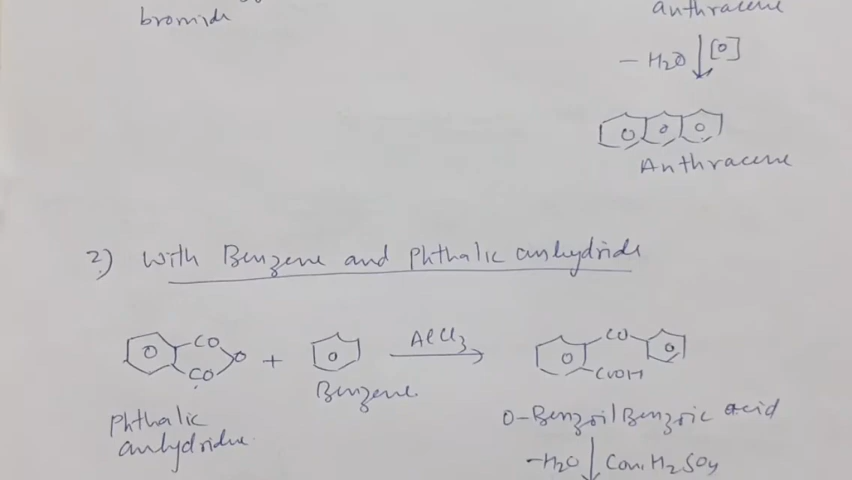 bromide
anthracene
- H₂O [O]
Anthracene
2.) With Benzene and Phthalic anhydride
CO
O
CO
+
AlCl₃
CO
COOH
Benzene.
Phthalic
anhydride.
O-Benzoil Benzoic acid
-H₂O Con. H₂SO₄